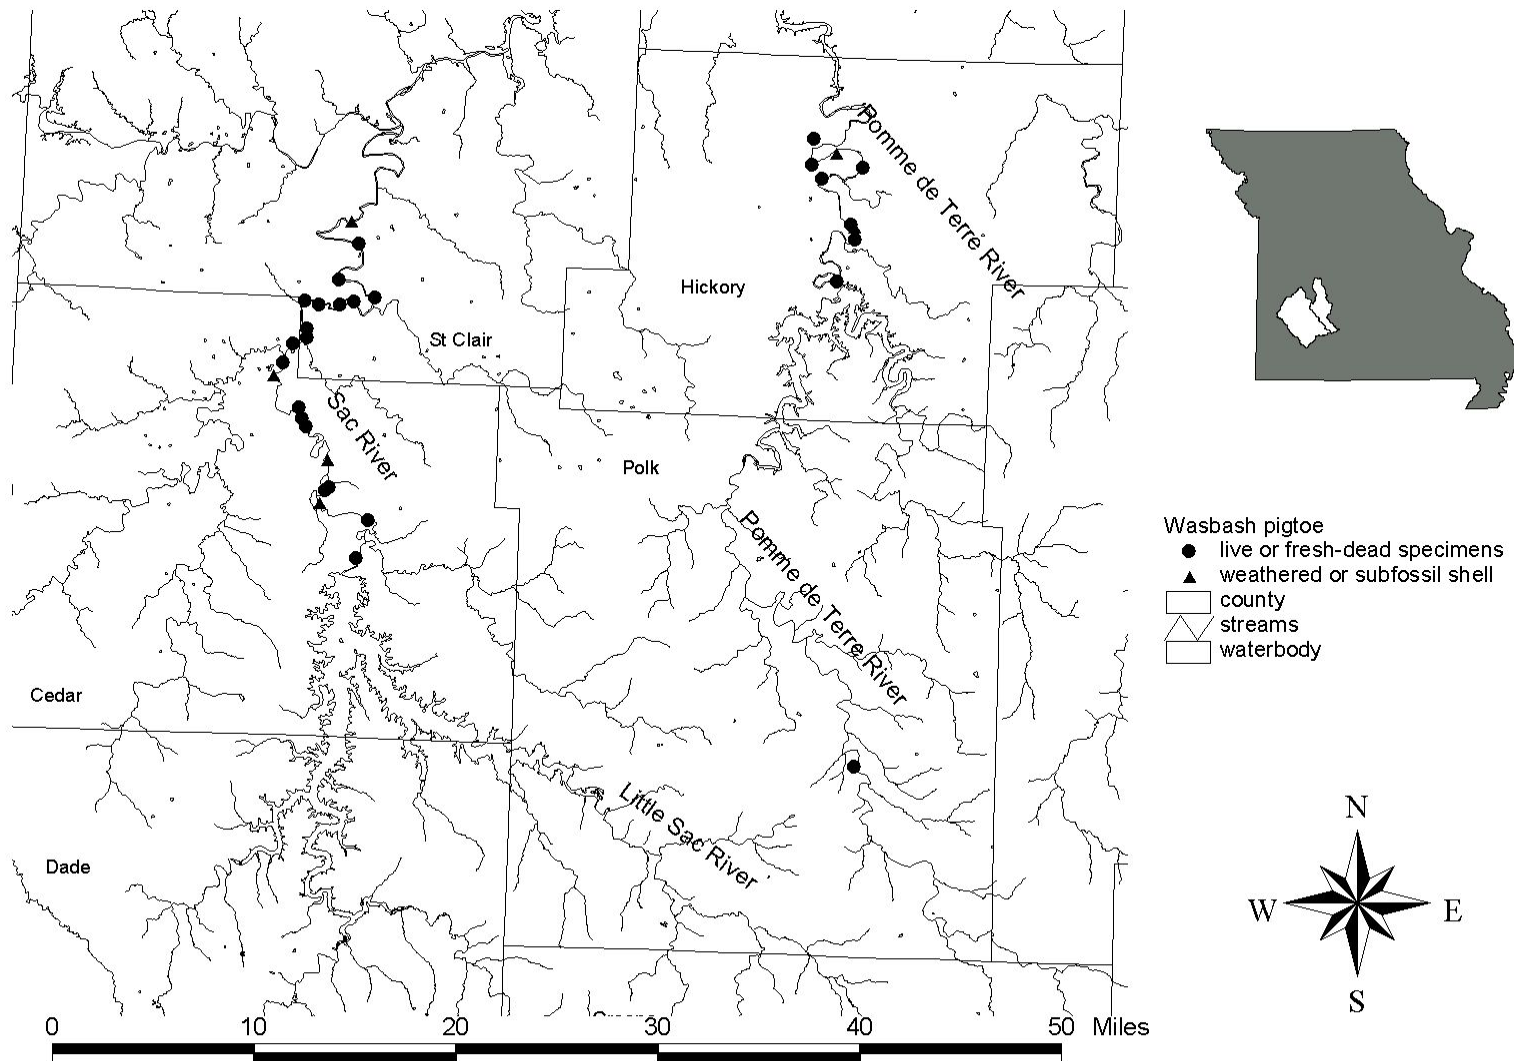 Pomme de Terre River
Hickory
St Clair
Sac River
Polk
Pomme de Terre River
Cedar
Little Sac River
Dade
0 10 20 30 40 50 Miles
Wasbash pigtoe
live or fresh-dead specimens
weathered or subfossil shell
county
streams
waterbody
N
W E
S